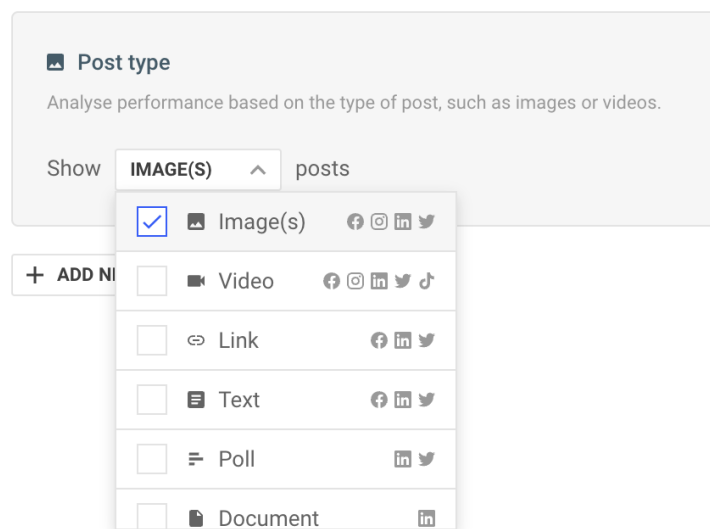 Post type
Analyse performance based on the type of post, such as images or videos.
Show IMAGE(S) posts
Image(s)
ADD
Video
Link
Text
Poll
Document